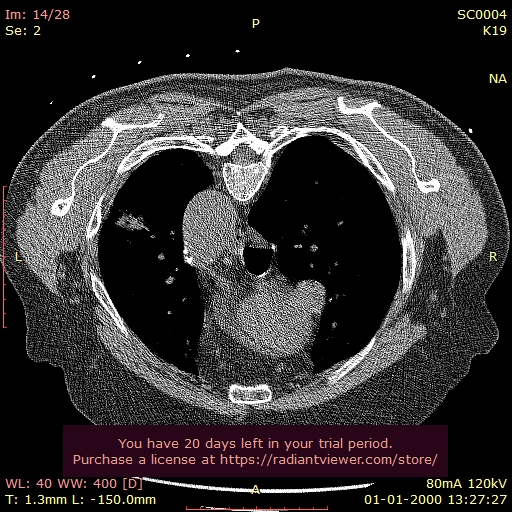 Im: 14/28
Se: 2
P
SC0004
K19
NA
L
R
You have 20 days left in your trial period.
Purchase a license at https://radiantviewer.com/store/
WL: 40 WW: 400 [D]
T: 1.3mm L: -150.0mm
A
80mA 120kV
01-01-2000 13:27:27